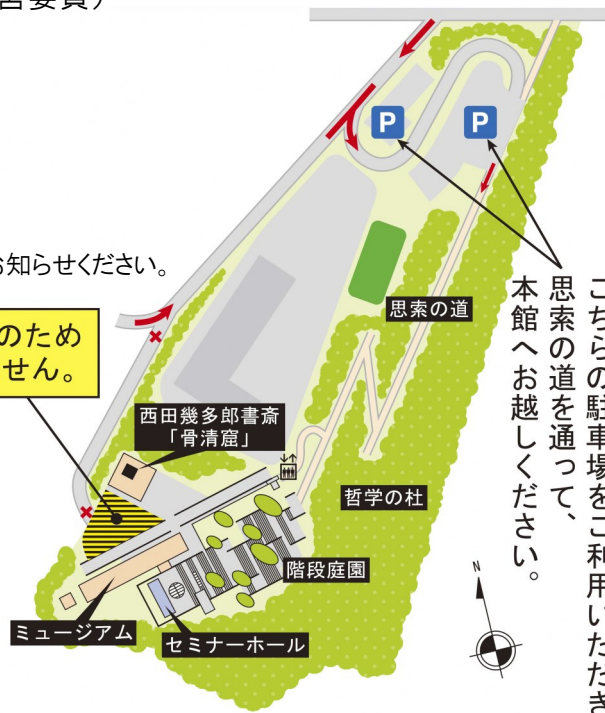 営委員）
お知らせください。
のため
せん。
P
P
思索の道
西田幾多郎書斎
「骨清窟」
哲学の杜
階段庭園
ミュージアム
セミナーホール
N
こちらの駐車場をご利用いただき
思索の道を通って、
本館へお越しください。